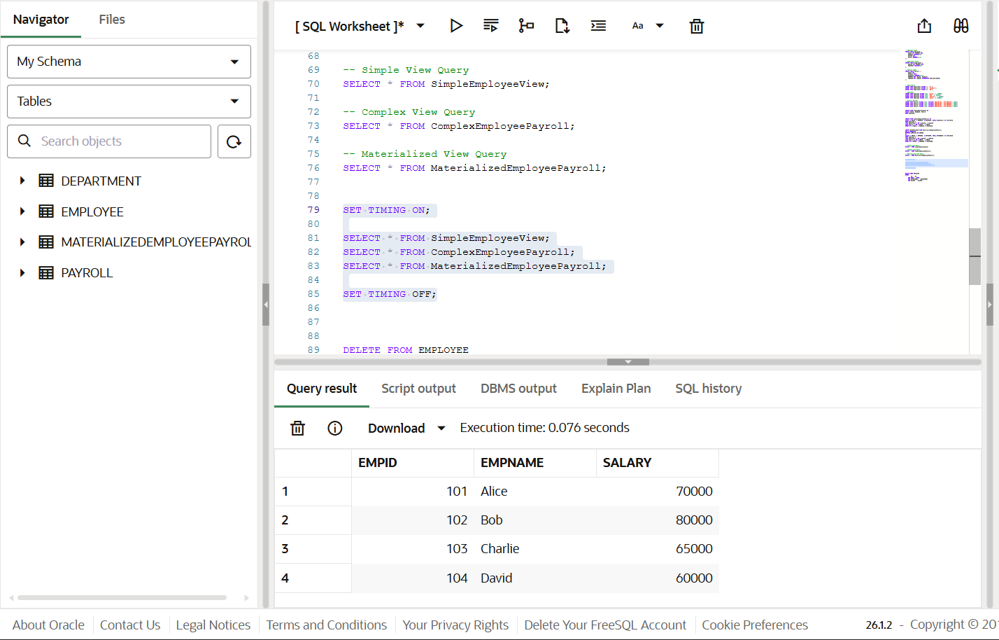 Navigator Files
My Schema
Tables
Search objects
DEPARTMENT
EMPLOYEE
MATERIALIZEDEMPLOYEEPAYROL
PAYROLL
[ SQL Worksheet ]* Aa
68
69 -- Simple View Query
70 SELECT * FROM SimpleEmployeeView;
71
72 -- Complex View Query
73 SELECT * FROM ComplexEmployeePayroll;
74
75 -- Materialized View Query
76 SELECT * FROM MaterializedEmployeePayroll;
77
78
79 SET TIMING ON;
80
81 SELECT * FROM SimpleEmployeeView;
82 SELECT * FROM ComplexEmployeePayroll;
83 SELECT * FROM MaterializedEmployeePayroll;
84
85 SET TIMING OFF;
86
87
88
89 DELETE FROM EMPLOYEE
Query result Script output DBMS output Explain Plan SQL history
Download Execution time: 0.076 seconds
EMPID EMPNAME SALARY
1 101 Alice 70000
2 102 Bob 80000
3 103 Charlie 65000
4 104 David 60000
About Oracle Contact Us Legal Notices Terms and Conditions Your Privacy Rights Delete Your FreeSQL Account Cookie Preferences 26.1.2 - Copyright © 20